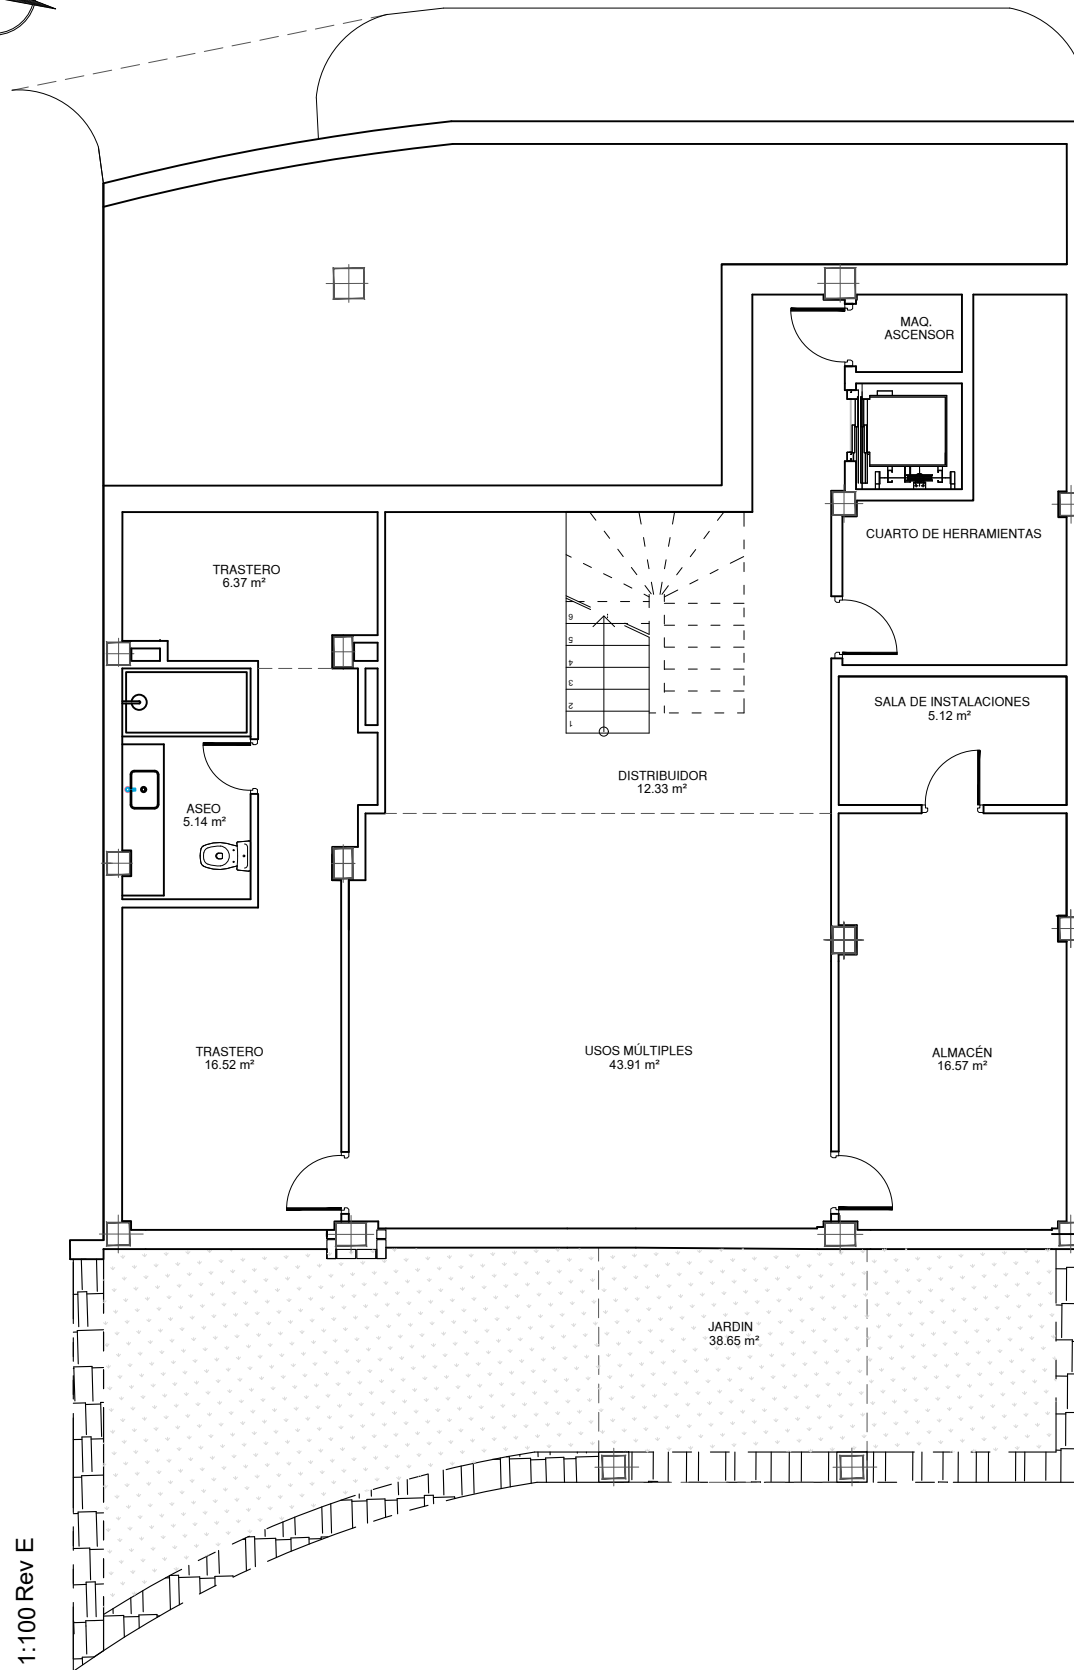 MAQ.
ASCENSOR
CUARTO DE HERRAMIENTAS
TRASTERO
6.37 m²
6
5
4
3
2
1
SALA DE INSTALACIONES
5.12 m²
DISTRIBUIDOR
12.33 m²
ASEO
5.14 m²
TRASTERO
16.52 m²
USOS MÚLTIPLES
43.91 m²
ALMACÉN
16.57 m²
JARDIN
38.65 m²
1:100 Rev E